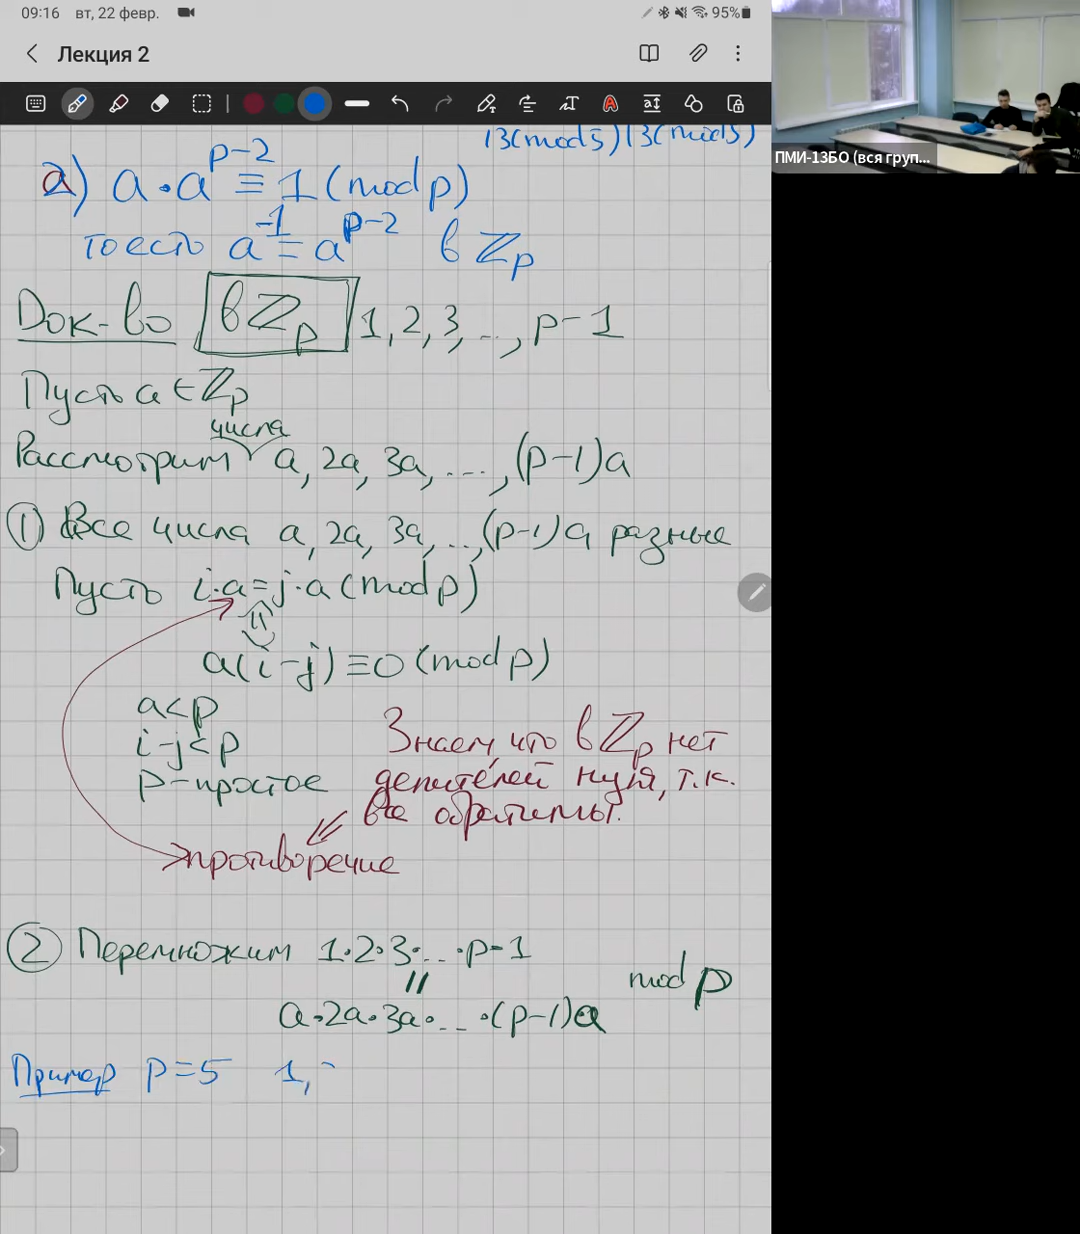 09:16 вт, 22 февр.
95%
Лекция 2
13(mod5) 13(mod5)
а) a·a^{p-2} ≡ 1 (mod p)
тоесть a^{-1} = a^{p-2} в ℤ_p
Док-во в ℤ_p 1, 2, 3, ..., p-1
Пусть a ∈ ℤ_p
числа
Рассмотрим a, 2a, 3a, ...., (p-1)a
① Все числа a, 2a, 3a, ..., (p-1)a разные
Пусть i·a = j·a (mod p)
a(i-j) ≡ 0 (mod p)
a < p
i-j < p
p-простое
Знаем, что в ℤ_p нет
делителей нуля, т.к.
все обратимы.
противоречие
② Перемножим 1·2·3·...·p-1
mod p
a·2a·3a·...·(p-1)a
Пример p=5 1,
ПМИ-13БО (вся груп...